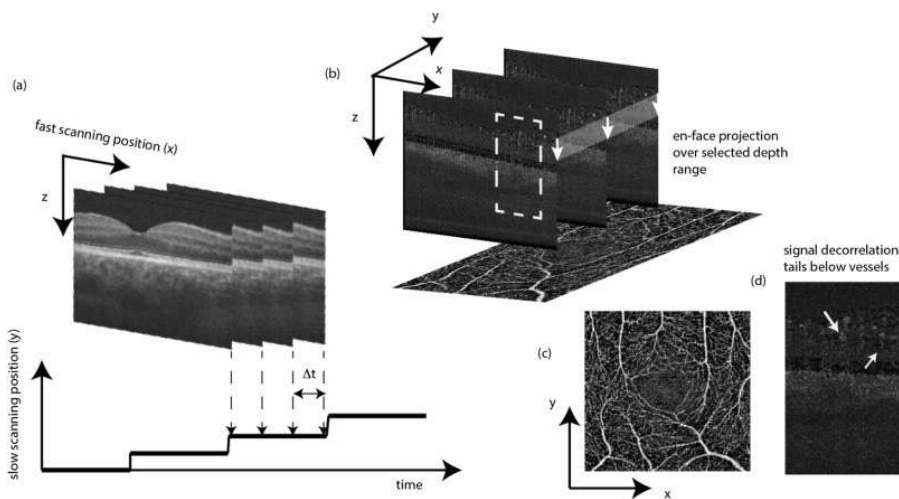 (a)
fast scanning position (x)
z
slow scanning position (y)
Δt
time
(b)
y
x
z
en-face projection
over selected depth
range
(c)
y
x
signal decorrelation
tails below vessels
(d)